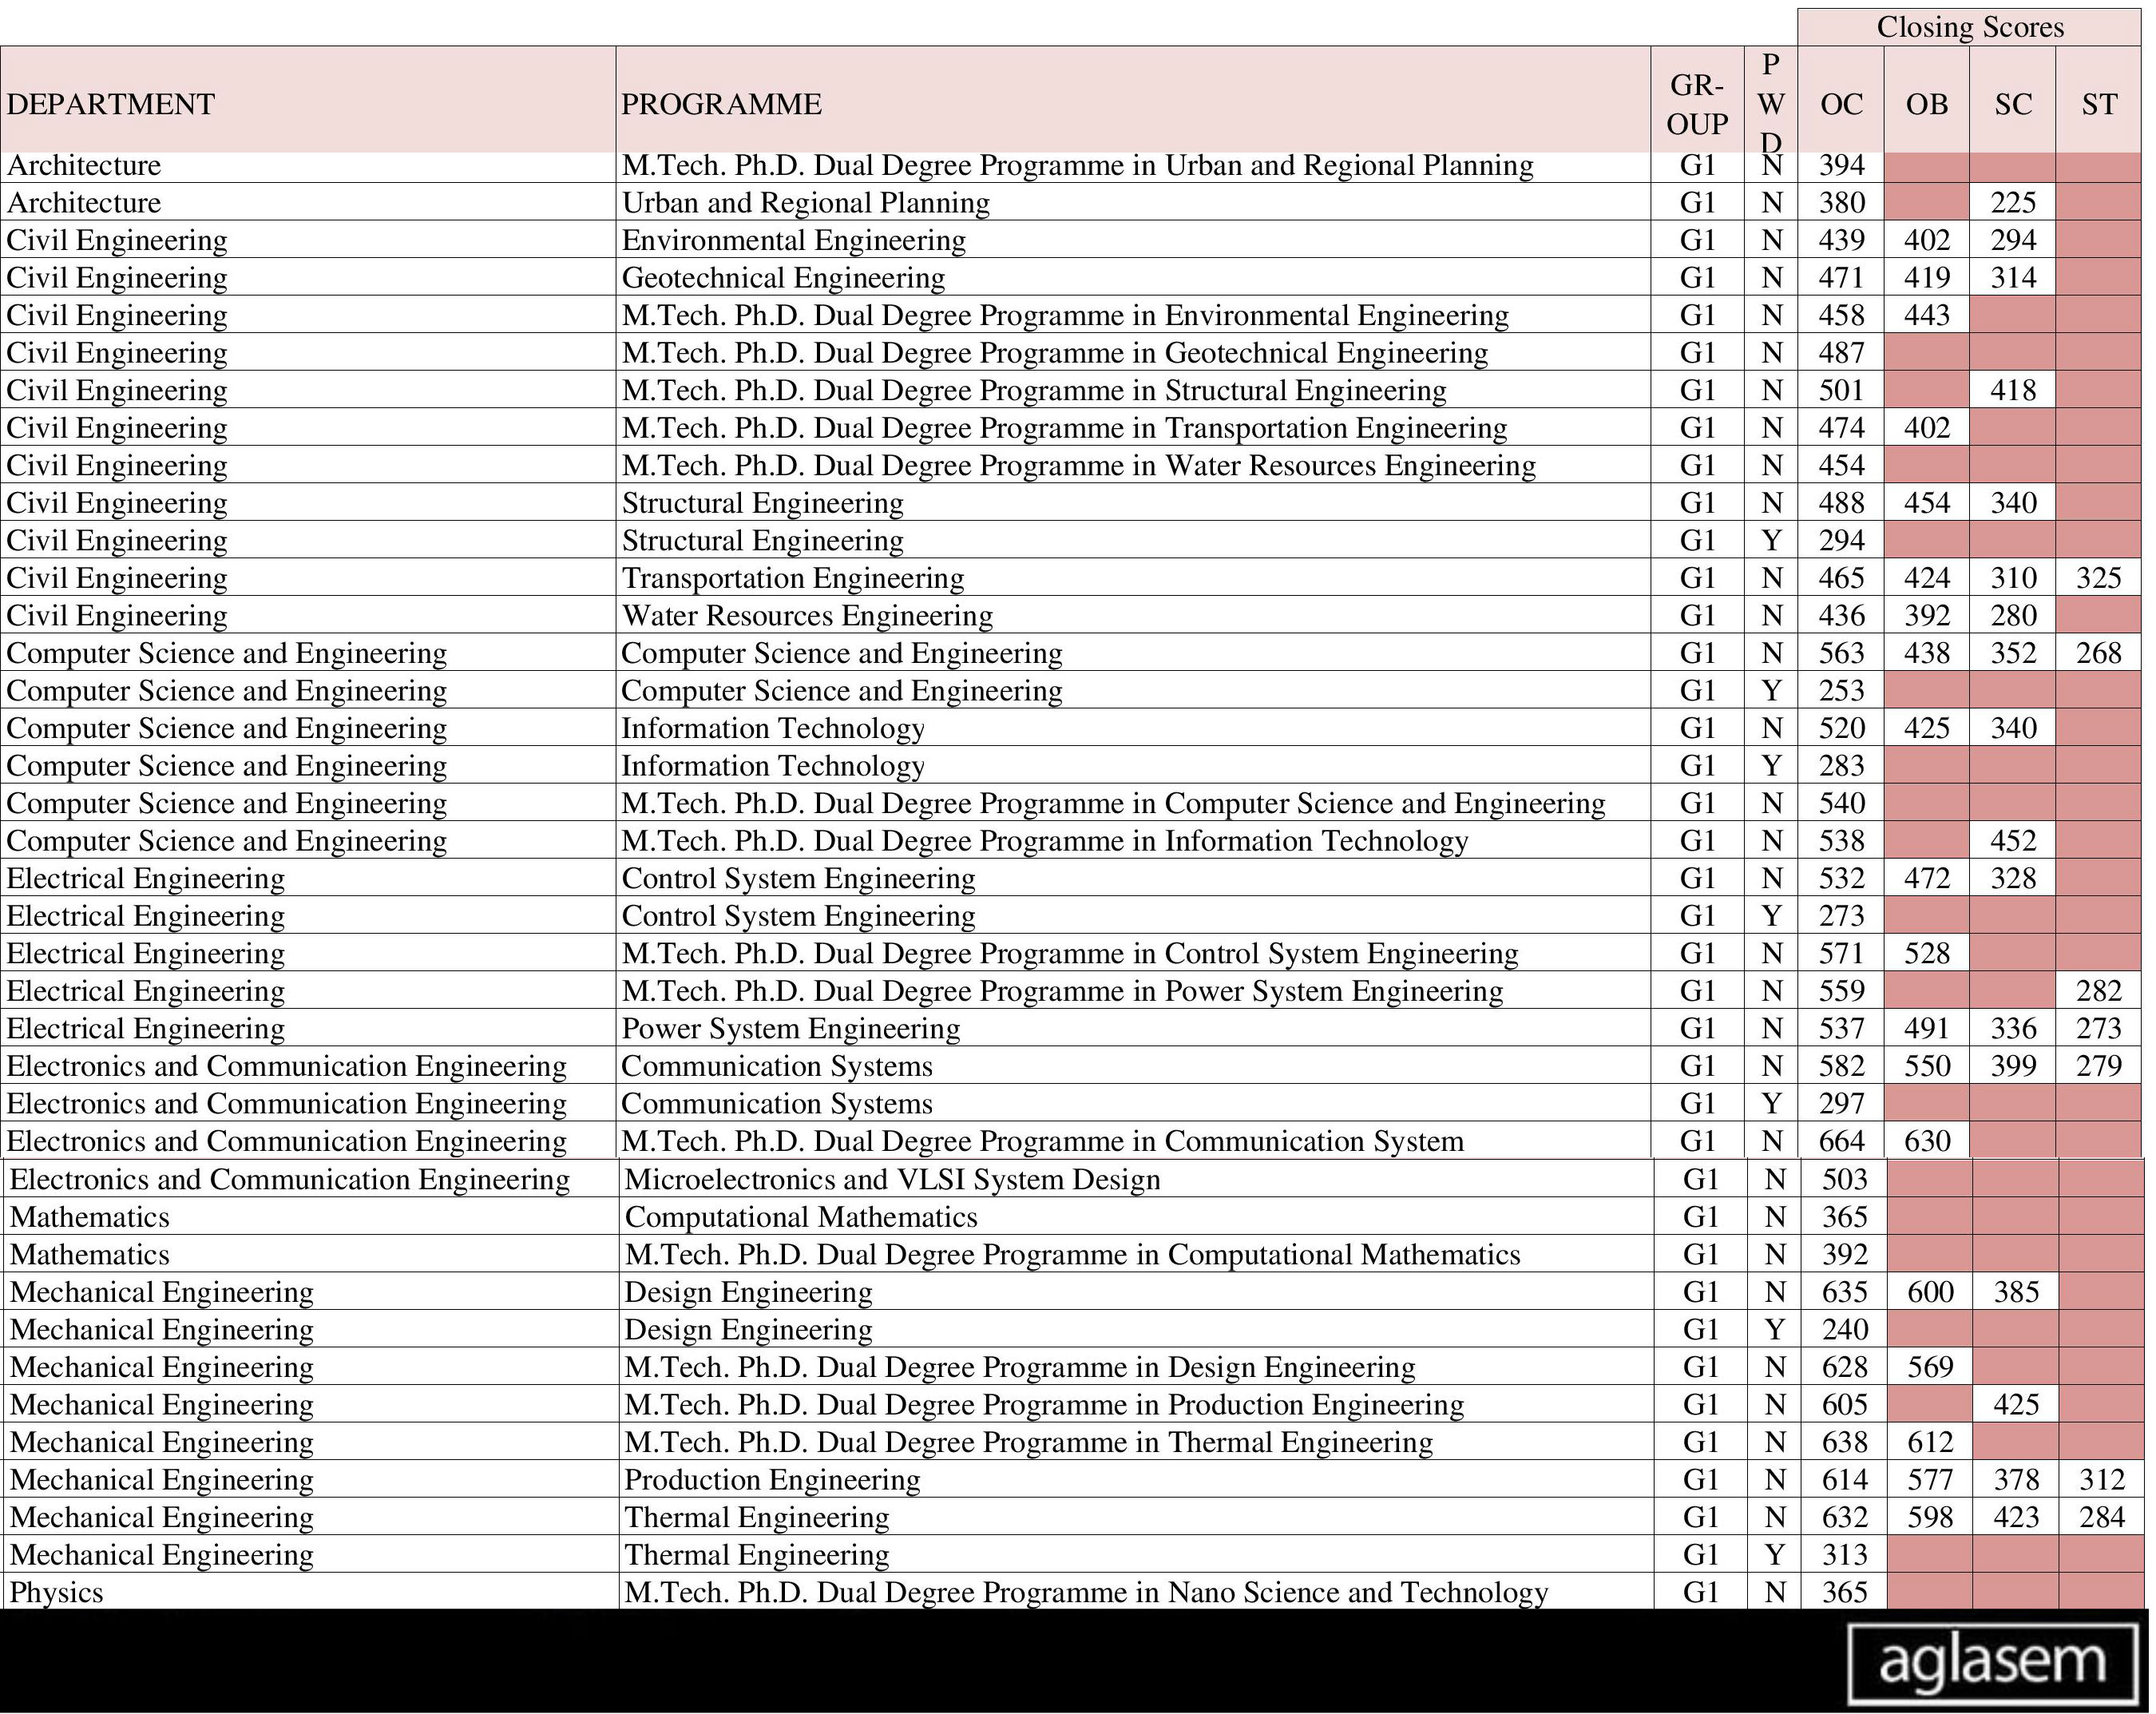 Closing Scores
DEPARTMENT PROGRAMME GR-OUP PWD OC OB SC ST
Architecture M.Tech. Ph.D. Dual Degree Programme in Urban and Regional Planning G1 N 394
Architecture Urban and Regional Planning G1 N 380 225
Civil Engineering Environmental Engineering G1 N 439 402 294
Civil Engineering Geotechnical Engineering G1 N 471 419 314
Civil Engineering M.Tech. Ph.D. Dual Degree Programme in Environmental Engineering G1 N 458 443
Civil Engineering M.Tech. Ph.D. Dual Degree Programme in Geotechnical Engineering G1 N 487
Civil Engineering M.Tech. Ph.D. Dual Degree Programme in Structural Engineering G1 N 501 418
Civil Engineering M.Tech. Ph.D. Dual Degree Programme in Transportation Engineering G1 N 474 402
Civil Engineering M.Tech. Ph.D. Dual Degree Programme in Water Resources Engineering G1 N 454
Civil Engineering Structural Engineering G1 N 488 454 340
Civil Engineering Structural Engineering G1 Y 294
Civil Engineering Transportation Engineering G1 N 465 424 310 325
Civil Engineering Water Resources Engineering G1 N 436 392 280
Computer Science and Engineering Computer Science and Engineering G1 N 563 438 352 268
Computer Science and Engineering Computer Science and Engineering G1 Y 253
Computer Science and Engineering Information Technology G1 N 520 425 340
Computer Science and Engineering Information Technology G1 Y 283
Computer Science and Engineering M.Tech. Ph.D. Dual Degree Programme in Computer Science and Engineering G1 N 540
Computer Science and Engineering M.Tech. Ph.D. Dual Degree Programme in Information Technology G1 N 538 452
Electrical Engineering Control System Engineering G1 N 532 472 328
Electrical Engineering Control System Engineering G1 Y 273
Electrical Engineering M.Tech. Ph.D. Dual Degree Programme in Control System Engineering G1 N 571 528
Electrical Engineering M.Tech. Ph.D. Dual Degree Programme in Power System Engineering G1 N 559 282
Electrical Engineering Power System Engineering G1 N 537 491 336 273
Electronics and Communication Engineering Communication Systems G1 N 582 550 399 279
Electronics and Communication Engineering Communication Systems G1 Y 297
Electronics and Communication Engineering M.Tech. Ph.D. Dual Degree Programme in Communication System G1 N 664 630
Electronics and Communication Engineering Microelectronics and VLSI System Design G1 N 503
Mathematics Computational Mathematics G1 N 365
Mathematics M.Tech. Ph.D. Dual Degree Programme in Computational Mathematics G1 N 392
Mechanical Engineering Design Engineering G1 N 635 600 385
Mechanical Engineering Design Engineering G1 Y 240
Mechanical Engineering M.Tech. Ph.D. Dual Degree Programme in Design Engineering G1 N 628 569
Mechanical Engineering M.Tech. Ph.D. Dual Degree Programme in Production Engineering G1 N 605 425
Mechanical Engineering M.Tech. Ph.D. Dual Degree Programme in Thermal Engineering G1 N 638 612
Mechanical Engineering Production Engineering G1 N 614 577 378 312
Mechanical Engineering Thermal Engineering G1 N 632 598 423 284
Mechanical Engineering Thermal Engineering G1 Y 313
Physics M.Tech. Ph.D. Dual Degree Programme in Nano Science and Technology G1 N 365
aglasem